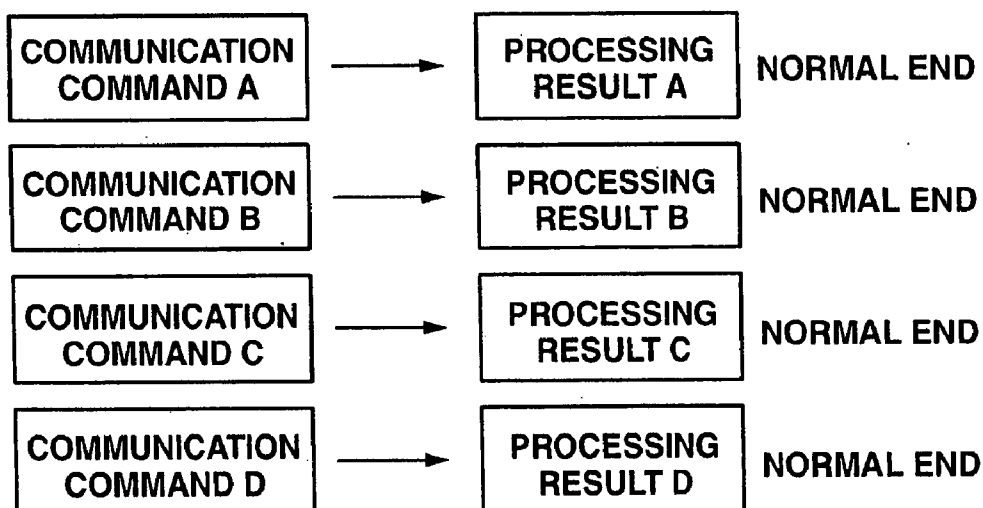 COMMUNICATION
COMMAND A
PROCESSING
RESULT A
NORMAL END
COMMUNICATION
COMMAND B
PROCESSING
RESULT B
NORMAL END
COMMUNICATION
COMMAND C
PROCESSING
RESULT C
NORMAL END
COMMUNICATION
COMMAND D
PROCESSING
RESULT D
NORMAL END